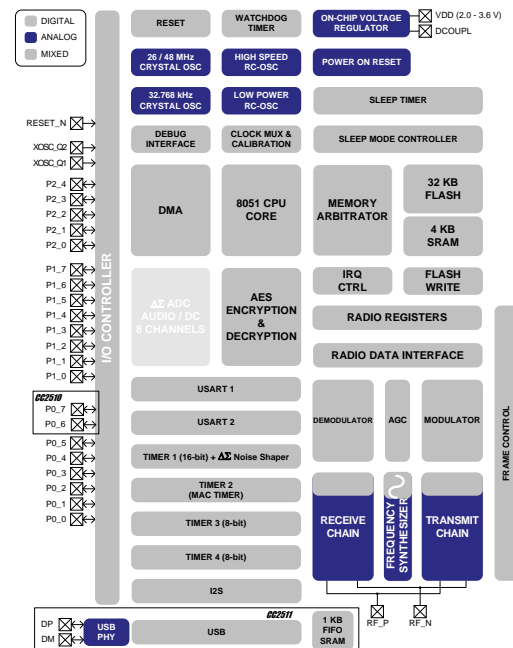 DIGITAL
ANALOG
MIXED
RESET
WATCHDOG
TIMER
ON-CHIP VOLTAGE
REGULATOR
VDD (2.0 - 3.6 V)
DCOUPL
26 / 48 MHz
CRYSTAL OSC
HIGH SPEED
RC-OSC
POWER ON RESET
32.768 kHz
CRYSTAL OSC
LOW POWER
RC-OSC
SLEEP TIMER
RESET_N
XOSC_Q2
XOSC_Q1
DEBUG
INTERFACE
CLOCK MUX &
CALIBRATION
SLEEP MODE CONTROLLER
P2_4
P2_3
P2_2
P2_1
P2_0
DMA
8051 CPU
CORE
MEMORY
ARBITRATOR
32 KB
FLASH
4 KB
SRAM
P1_7
P1_6
P1_5
P1_4
P1_3
P1_2
P1_1
P1_0
I/O CONTROLLER
ΔΣ ADC
AUDIO / DC
8 CHANNELS
AES
ENCRYPTION
&
DECRYPTION
IRQ
CTRL
FLASH
WRITE
RADIO REGISTERS
RADIO DATA INTERFACE
CC2510
P0_7
P0_6
P0_5
P0_4
P0_3
P0_2
P0_1
P0_0
USART 1
USART 2
TIMER 1 (16-bit) + ΔΣ Noise Shaper
TIMER 2
(MAC TIMER)
TIMER 3 (8-bit)
TIMER 4 (8-bit)
I2S
DEMODULATOR
AGC
MODULATOR
FRAME CONTROL
RECEIVE
CHAIN
FREQUENCY
SYNTHESIZER
TRANSMIT
CHAIN
RF_P
RF_N
CC2511
DP
DM
USB
PHY
USB
1 KB
FIFO
SRAM